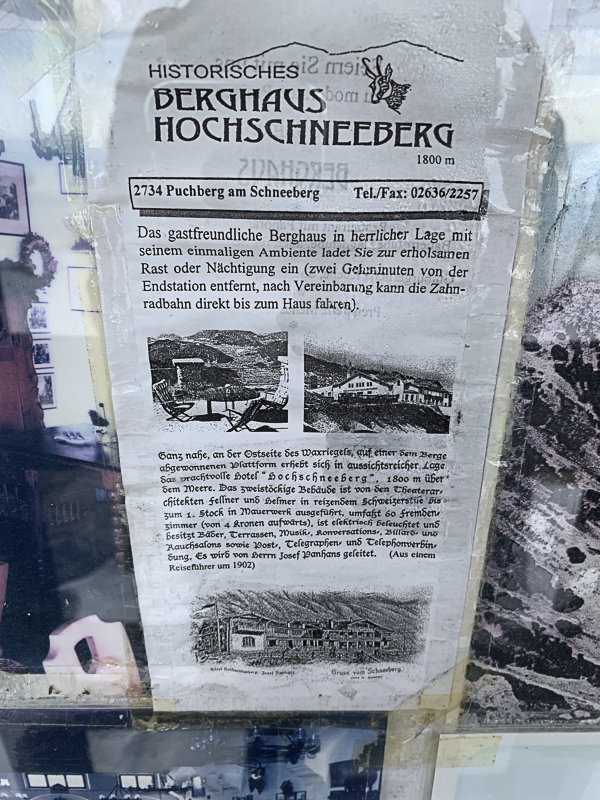 HISTORISCHES
BERGHAUS
HOCHSCHNEEBERG
1800 m
2734 Puchberg am Schneeberg Tel./Fax: 02636/2257
Das gastfreundliche Berghaus in herrlicher Lage mit
seinem einmaligen Ambiente ladet Sie zur erholsamen
Rast oder Nächtigung ein (zwei Gehminuten von der
Endstation entfernt, nach Vereinbarung kann die Zahn-
radbahn direkt bis zum Haus fahren).
Ganz nahe, an der Ostseite des Waxriegels, auf einer dem Berge
abgewonnenen Plattform erhebt sich in aussichtsreicher Lage
das prachtvolle Hotel "Hochschneeberg", 1800 m über
dem Meere. Das zweistöckige Gebäude ist von den Theaterar-
chitekten Fellner und Helmer in reizendem Schweizerstile bis
zum 1. Stock in Mauerwerk ausgeführt, umfaßt 60 Fremden-
zimmer (von 4 Kronen aufwärts), ist elektrisch beleuchtet und
besitzt Bäder, Terrassen, Musik-, Konversations-, Billard- und
Rauchsalons sowie Post-, Telegraphen- und Telephonverbin-
dung. Es wird von Herrn Josef Panhans geleitet. (Aus einem
Reiseführer um 1902)
Hotel Hochschneeberg Josef Panhans Gruss vom Schneeberg.